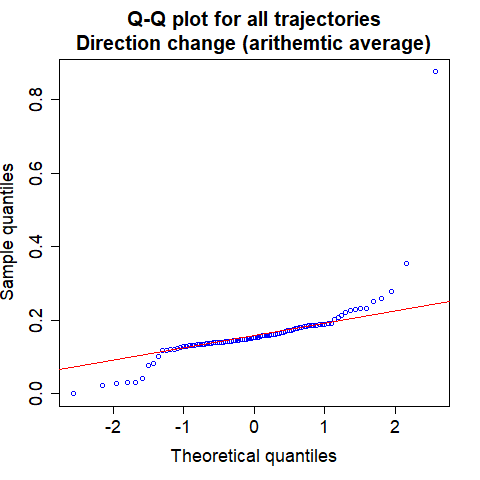 Q-Q plot for all trajectories
Direction change (arithemtic average)
Sample quantiles
0.8
0.6
0.4
0.2
0.0
-2
-1
0
1
2
Theoretical quantiles